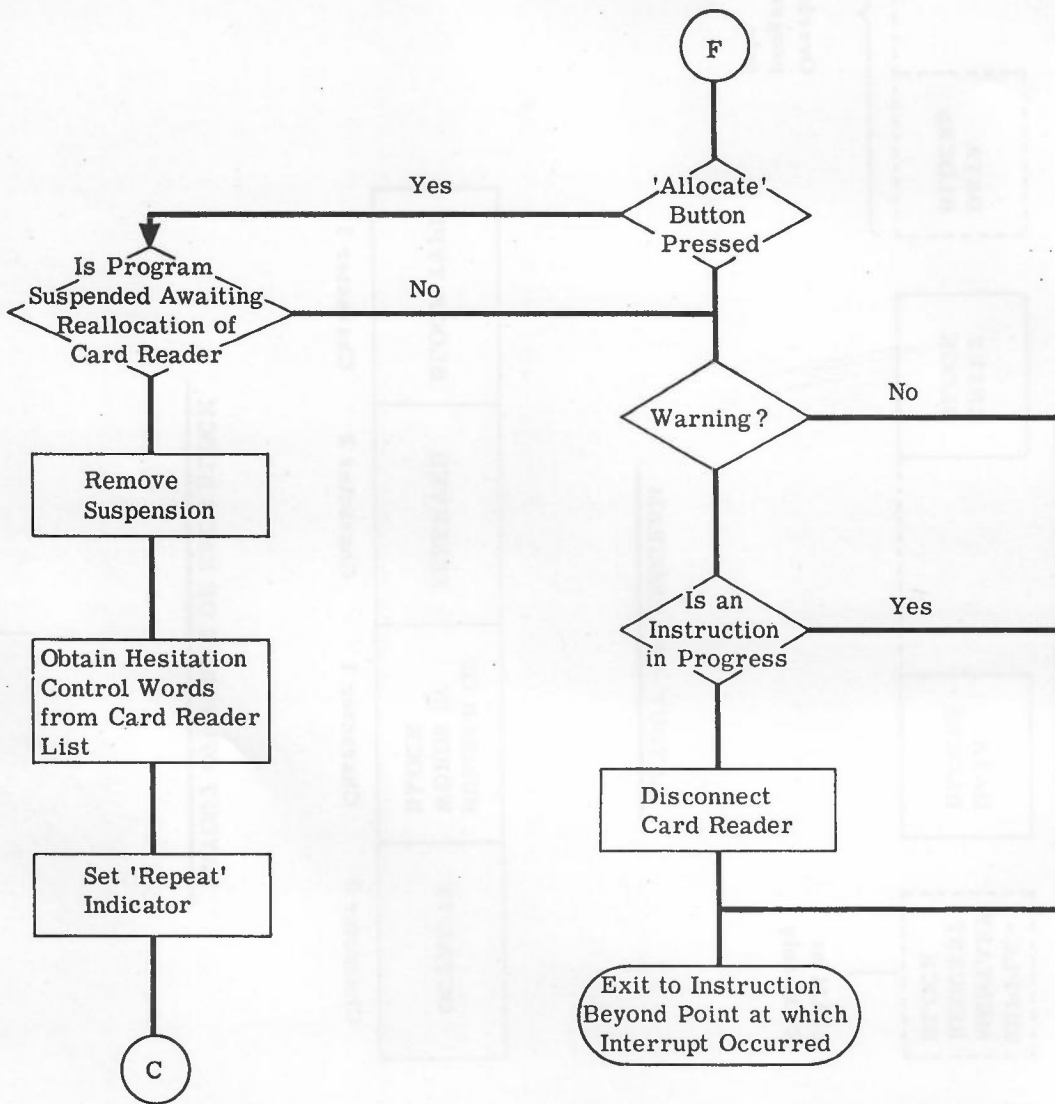 F
Yes
'Allocate'
Button
Pressed
Is Program
Suspended Awaiting
Reallocation of
Card Reader
No
Warning?
No
Remove
Suspension
Is an
Instruction
in Progress
Yes
Obtain Hesitation
Control Words
from Card Reader
List
Disconnect
Card Reader
Set 'Repeat'
Indicator
Exit to Instruction
Beyond Point at which
Interrupt Occurred
C